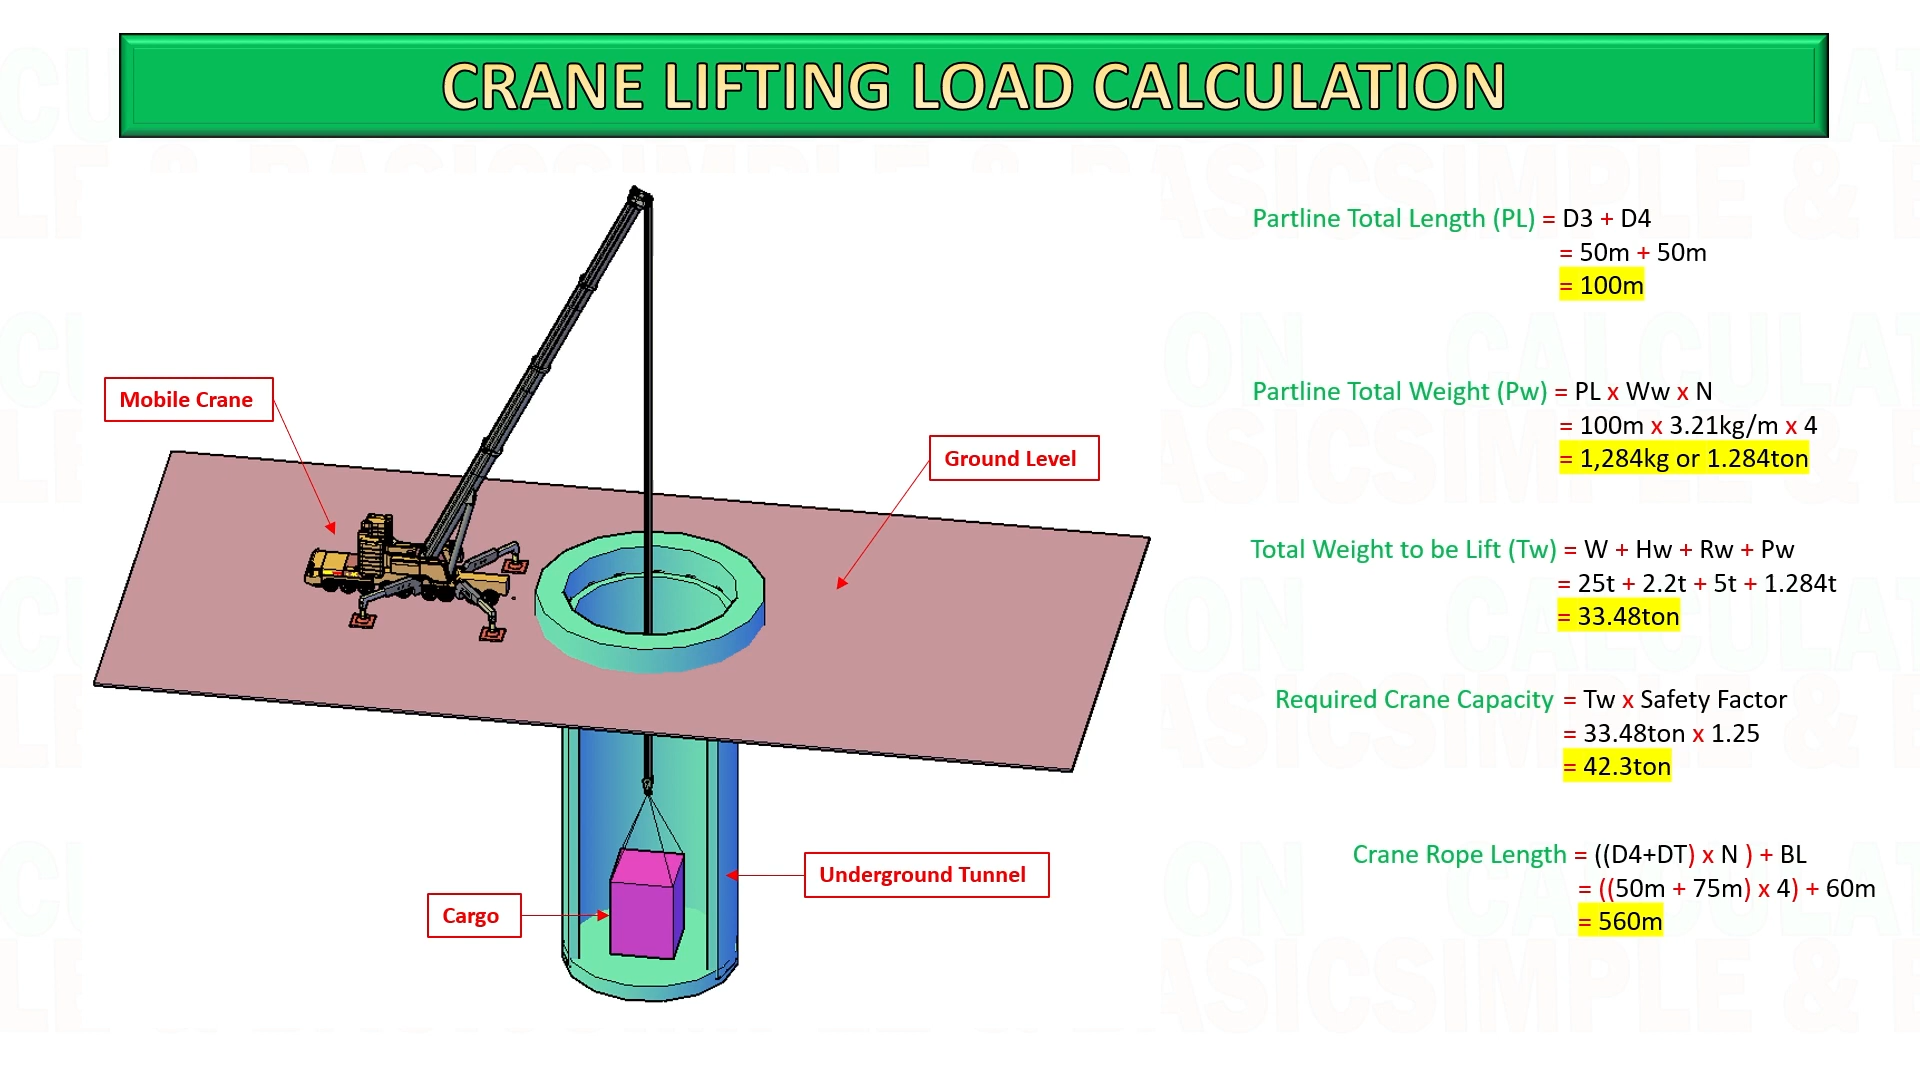 CRANE LIFTING LOAD CALCULATION
Mobile Crane
Ground Level
Underground Tunnel
Cargo
Partline Total Length (PL) = D3 + D4
= 50m + 50m
= 100m
Partline Total Weight (Pw) = PL x Ww x N
= 100m x 3.21kg/m x 4
= 1,284kg or 1.284ton
Total Weight to be Lift (Tw) = W + Hw + Rw + Pw
= 25t + 2.2t + 5t + 1.284t
= 33.48ton
Required Crane Capacity = Tw x Safety Factor
= 33.48ton x 1.25
= 42.3ton
Crane Rope Length = ((D4+DT) x N ) + BL
= ((50m + 75m) x 4) + 60m
= 560m